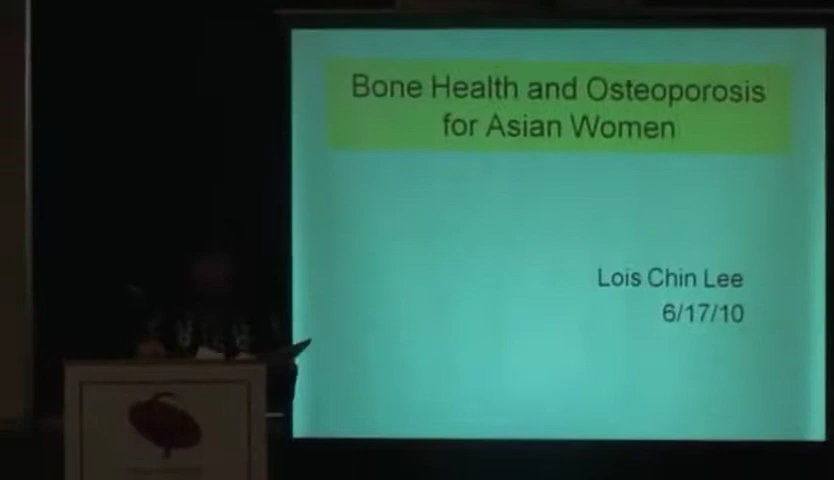 Bone Health and Osteoporosis
for Asian Women
Lois Chin Lee
6/17/10